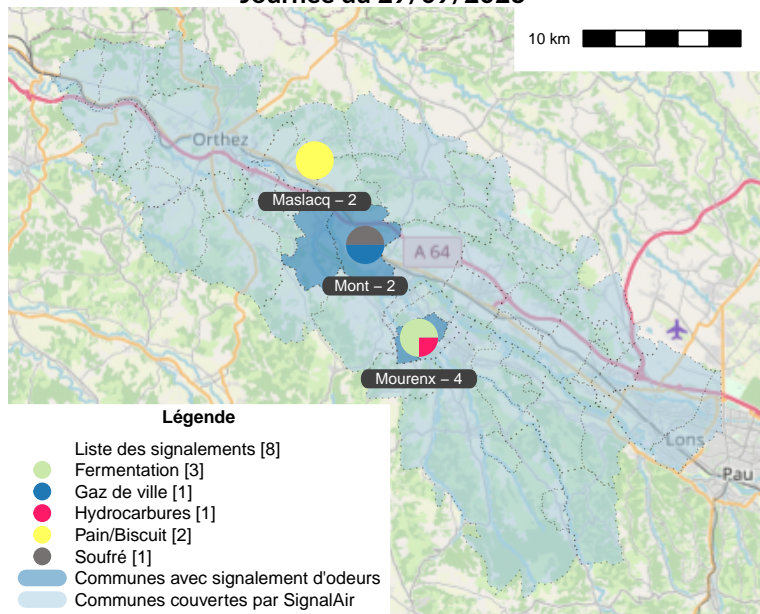 10 km
Orthez
Maslacq – 2
A 64
Mont – 2
Mourenx – 4
Lons
Pau
Légende
Liste des signalements [8]
Fermentation [3]
Gaz de ville [1]
Hydrocarbures [1]
Pain/Biscuit [2]
Soufré [1]
Communes avec signalement d'odeurs
Communes couvertes par SignalAir